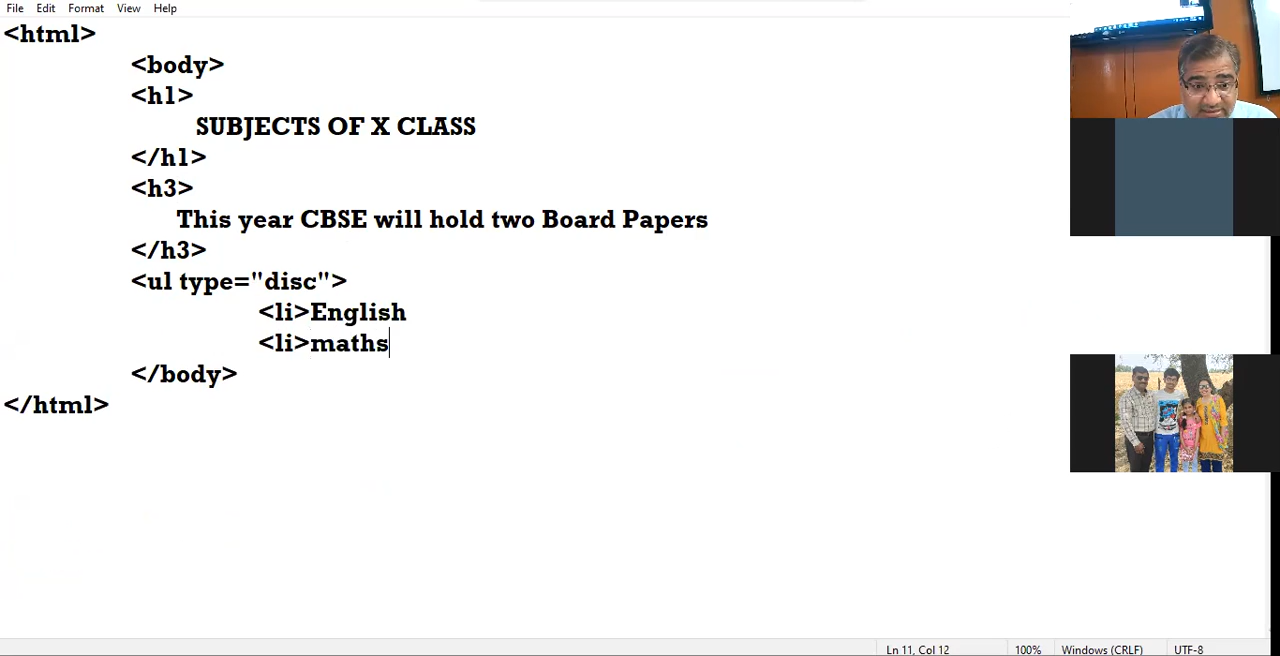 File Edit Format View Help
<html>
<body>
<h1>
SUBJECTS OF X CLASS
</h1>
<h3>
This year CBSE will hold two Board Papers
</h3>
<ul type="disc">
<li>English
<li>maths
</body>
</html>
Ln 11, Col 12 100% Windows (CRLF) UTF-8